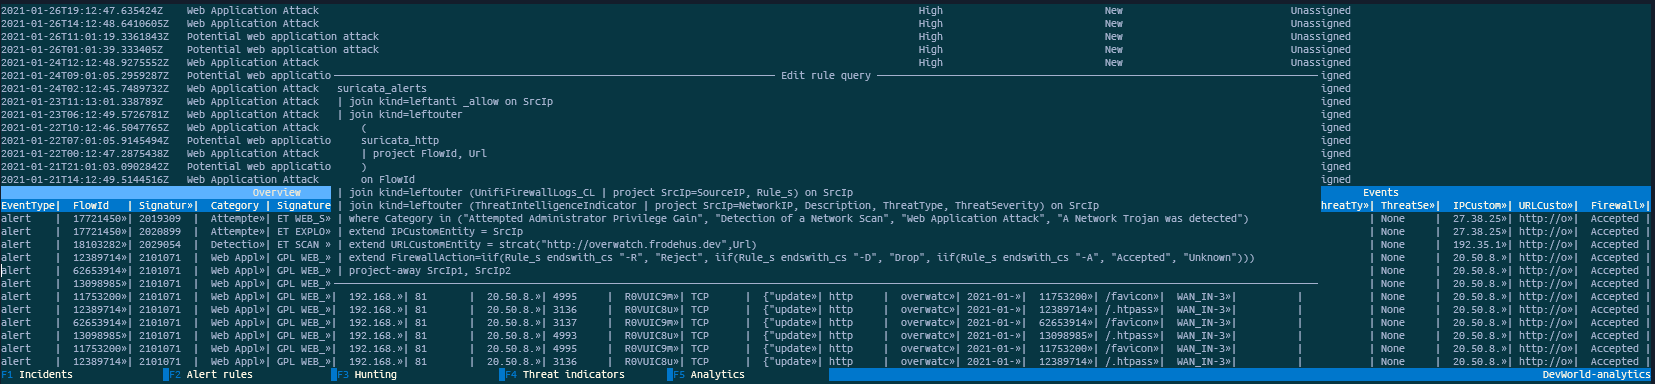 2021-01-26T19:12:47.635424Z Web Application Attack High New Unassigned
2021-01-26T14:12:48.6410605Z Web Application Attack High New Unassigned
2021-01-26T11:01:19.3361843Z Potential web application attack High New Unassigned
2021-01-26T01:01:39.333405Z Potential web application attack High New Unassigned
2021-01-24T12:12:48.9275552Z Web Application Attack High New Unassigned
2021-01-24T09:01:05.2959287Z Potential web applicatio Edit rule query igned
2021-01-24T02:12:45.7489732Z Web Application Attack suricata_alerts igned
2021-01-23T11:13:01.338789Z Web Application Attack | join kind=leftanti _allow on SrcIp igned
2021-01-23T06:12:49.5726781Z Web Application Attack | join kind=leftouter igned
2021-01-22T10:12:46.5047765Z Web Application Attack ( igned
2021-01-22T07:01:05.9145494Z Potential web applicatio suricata_http igned
2021-01-22T00:12:47.2875438Z Web Application Attack | project FlowId, Url igned
2021-01-21T21:01:03.0902842Z Potential web applicatio ) igned
2021-01-21T14:12:49.5144516Z Web Application Attack on FlowId igned
Overview | join kind=leftouter (UnifiFirewallLogs_CL | project SrcIp=SourceIP, Rule_s) on SrcIp Events
EventType| FlowId | Signatur»| Category | Signature | join kind=leftouter (ThreatIntelligenceIndicator | project SrcIp=NetworkIP, Description, ThreatType, ThreatSeverity) on SrcIp hreatTy»| ThreatSe»| IPCustom»| URLCusto»| Firewall»|
alert | 17721450»| 2019309 | Attempte»| ET WEB_S» | where Category in ("Attempted Administrator Privilege Gain", "Detection of a Network Scan", "Web Application Attack", "A Network Trojan was detected") | None | 27.38.25»| http://o»| Accepted |
alert | 17721450»| 2020899 | Attempte»| ET EXPLO» | extend IPCustomEntity = SrcIp | None | 27.38.25»| http://o»| Accepted |
alert | 18103282»| 2029054 | Detectio»| ET SCAN » | extend URLCustomEntity = strcat("http://overwatch.frodehus.dev",Url) | None | 192.35.1»| http://o»| Accepted |
alert | 12389714»| 2101071 | Web Appl»| GPL WEB_» | extend FirewallAction=iif(Rule_s endswith_cs "-R", "Reject", iif(Rule_s endswith_cs "-D", "Drop", iif(Rule_s endswith_cs "-A", "Accepted", "Unknown"))) | None | 20.50.8.»| http://o»| Accepted |
alert | 62653914»| 2101071 | Web Appl»| GPL WEB_» | project-away SrcIp1, SrcIp2 | None | 20.50.8.»| http://o»| Accepted |
alert | 13098985»| 2101071 | Web Appl»| GPL WEB_» | None | 20.50.8.»| http://o»| Accepted |
alert | 11753200»| 2101071 | Web Appl»| GPL WEB_»| 192.168.»| 81 | 20.50.8.»| 4995 | R0VUIC9m»| TCP | {"update»| http | overwatc»| 2021-01-»| 11753200»| /favicon»| WAN_IN-3»| | | None | 20.50.8.»| http://o»| Accepted |
alert | 12389714»| 2101071 | Web Appl»| GPL WEB_»| 192.168.»| 81 | 20.50.8.»| 3136 | R0VUIC8u»| TCP | {"update»| http | overwatc»| 2021-01-»| 12389714»| /.htpass»| WAN_IN-3»| | | None | 20.50.8.»| http://o»| Accepted |
alert | 62653914»| 2101071 | Web Appl»| GPL WEB_»| 192.168.»| 81 | 20.50.8.»| 3137 | R0VUIC9m»| TCP | {"update»| http | overwatc»| 2021-01-»| 62653914»| /favicon»| WAN_IN-3»| | | None | 20.50.8.»| http://o»| Accepted |
alert | 13098985»| 2101071 | Web Appl»| GPL WEB_»| 192.168.»| 81 | 20.50.8.»| 4993 | R0VUIC8u»| TCP | {"update»| http | overwatc»| 2021-01-»| 13098985»| /.htpass»| WAN_IN-3»| | | None | 20.50.8.»| http://o»| Accepted |
alert | 11753200»| 2101071 | Web Appl»| GPL WEB_»| 192.168.»| 81 | 20.50.8.»| 4995 | R0VUIC9m»| TCP | {"update»| http | overwatc»| 2021-01-»| 11753200»| /favicon»| WAN_IN-3»| | | None | 20.50.8.»| http://o»| Accepted |
alert | 12389714»| 2101071 | Web Appl»| GPL WEB_»| 192.168.»| 81 | 20.50.8.»| 3136 | R0VUIC8u»| TCP | {"update»| http | overwatc»| 2021-01-»| 12389714»| /.htpass»| WAN_IN-3»| | | None | 20.50.8.»| http://o»| Accepted |
F1 Incidents F2 Alert rules F3 Hunting F4 Threat indicators F5 Analytics DevWorld-analytics